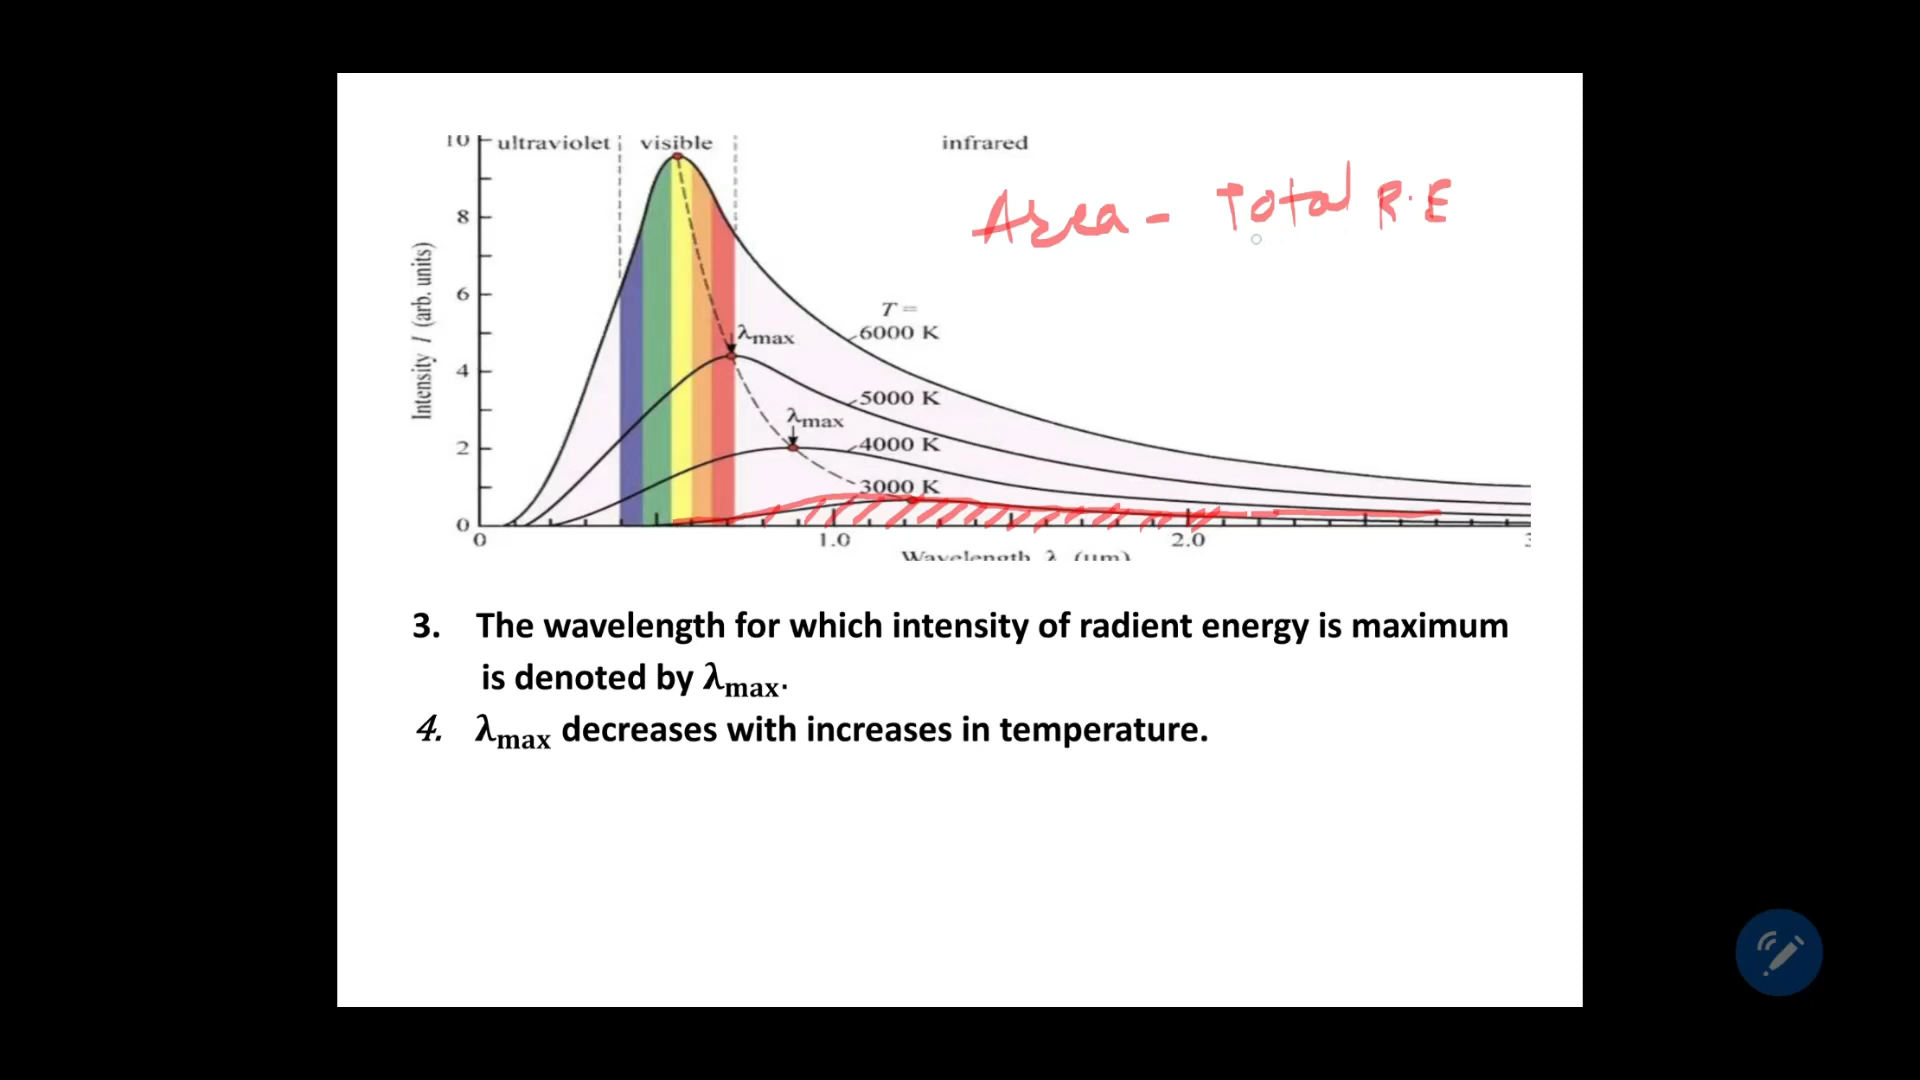 10 ultraviolet visible infrared
Area - Total R.E
8
Intensity I (arb. units)
6
T =
6000 K
λmax
4
5000 K
λmax
4000 K
2
3000 K
0
0 1.0 2.0
Wavelength λ (μm)
3. The wavelength for which intensity of radient energy is maximum
is denoted by λmax.
4. λmax decreases with increases in temperature.